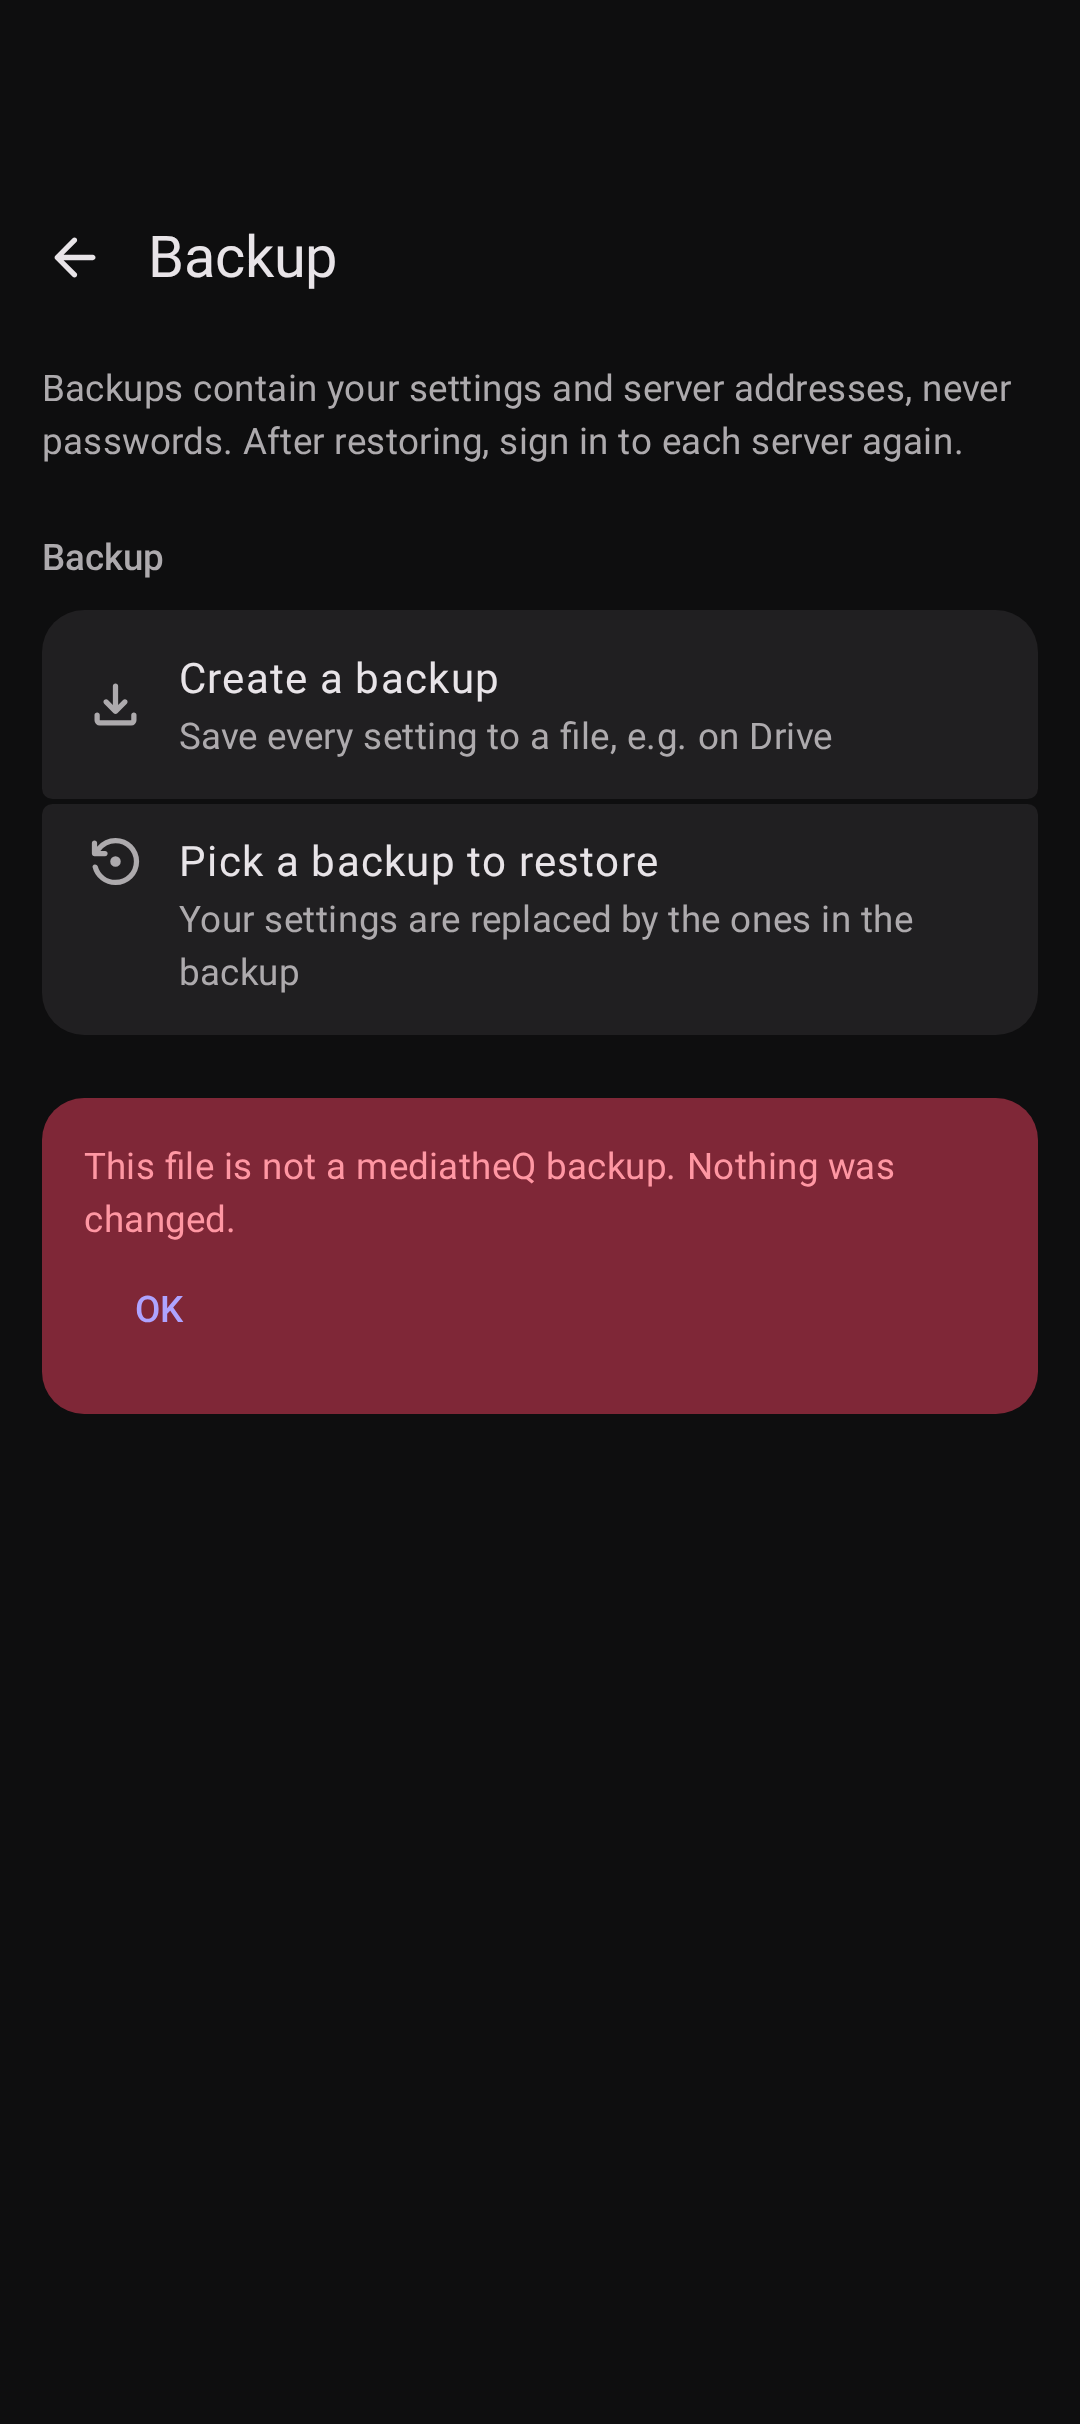 Backup
Backups contain your settings and server addresses, never
passwords. After restoring, sign in to each server again.
Backup
Create a backup
Save every setting to a file, e.g. on Drive
Pick a backup to restore
Your settings are replaced by the ones in the
backup
This file is not a mediatheQ backup. Nothing was
changed.
OK